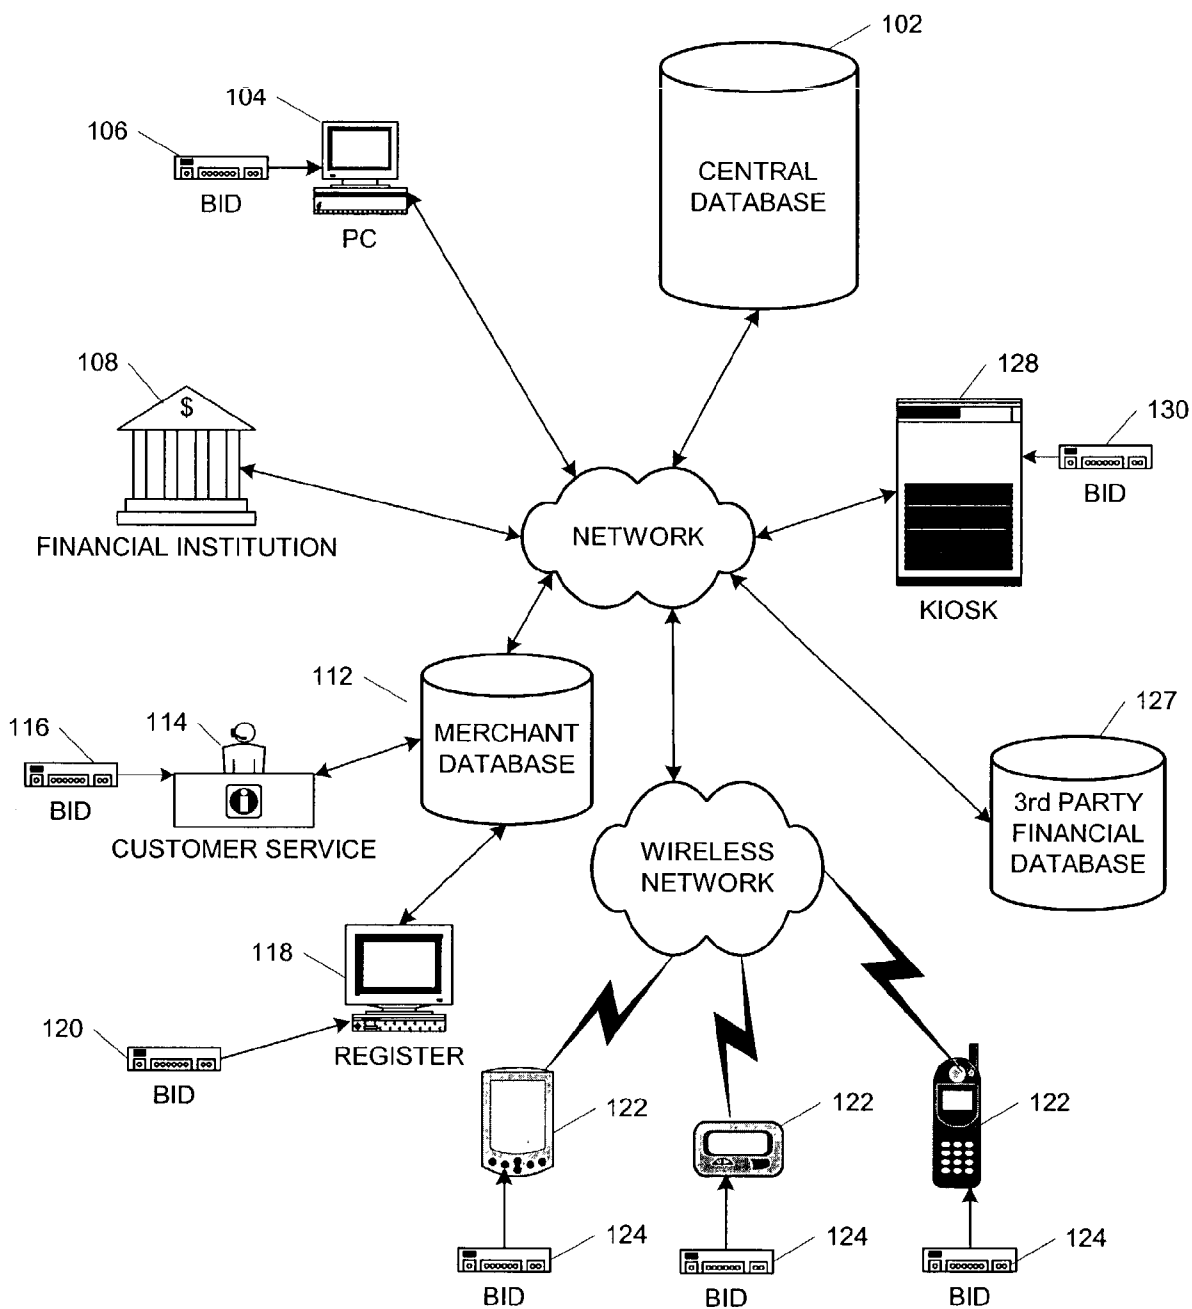 102
CENTRAL
DATABASE
104
106
BID
PC
108
$
FINANCIAL INSTITUTION
128
130
BID
KIOSK
NETWORK
112
MERCHANT
DATABASE
116
114
BID
i
CUSTOMER SERVICE
127
3rd PARTY
FINANCIAL
DATABASE
WIRELESS
NETWORK
118
120
BID
REGISTER
122
122
122
124
BID
124
BID
124
BID